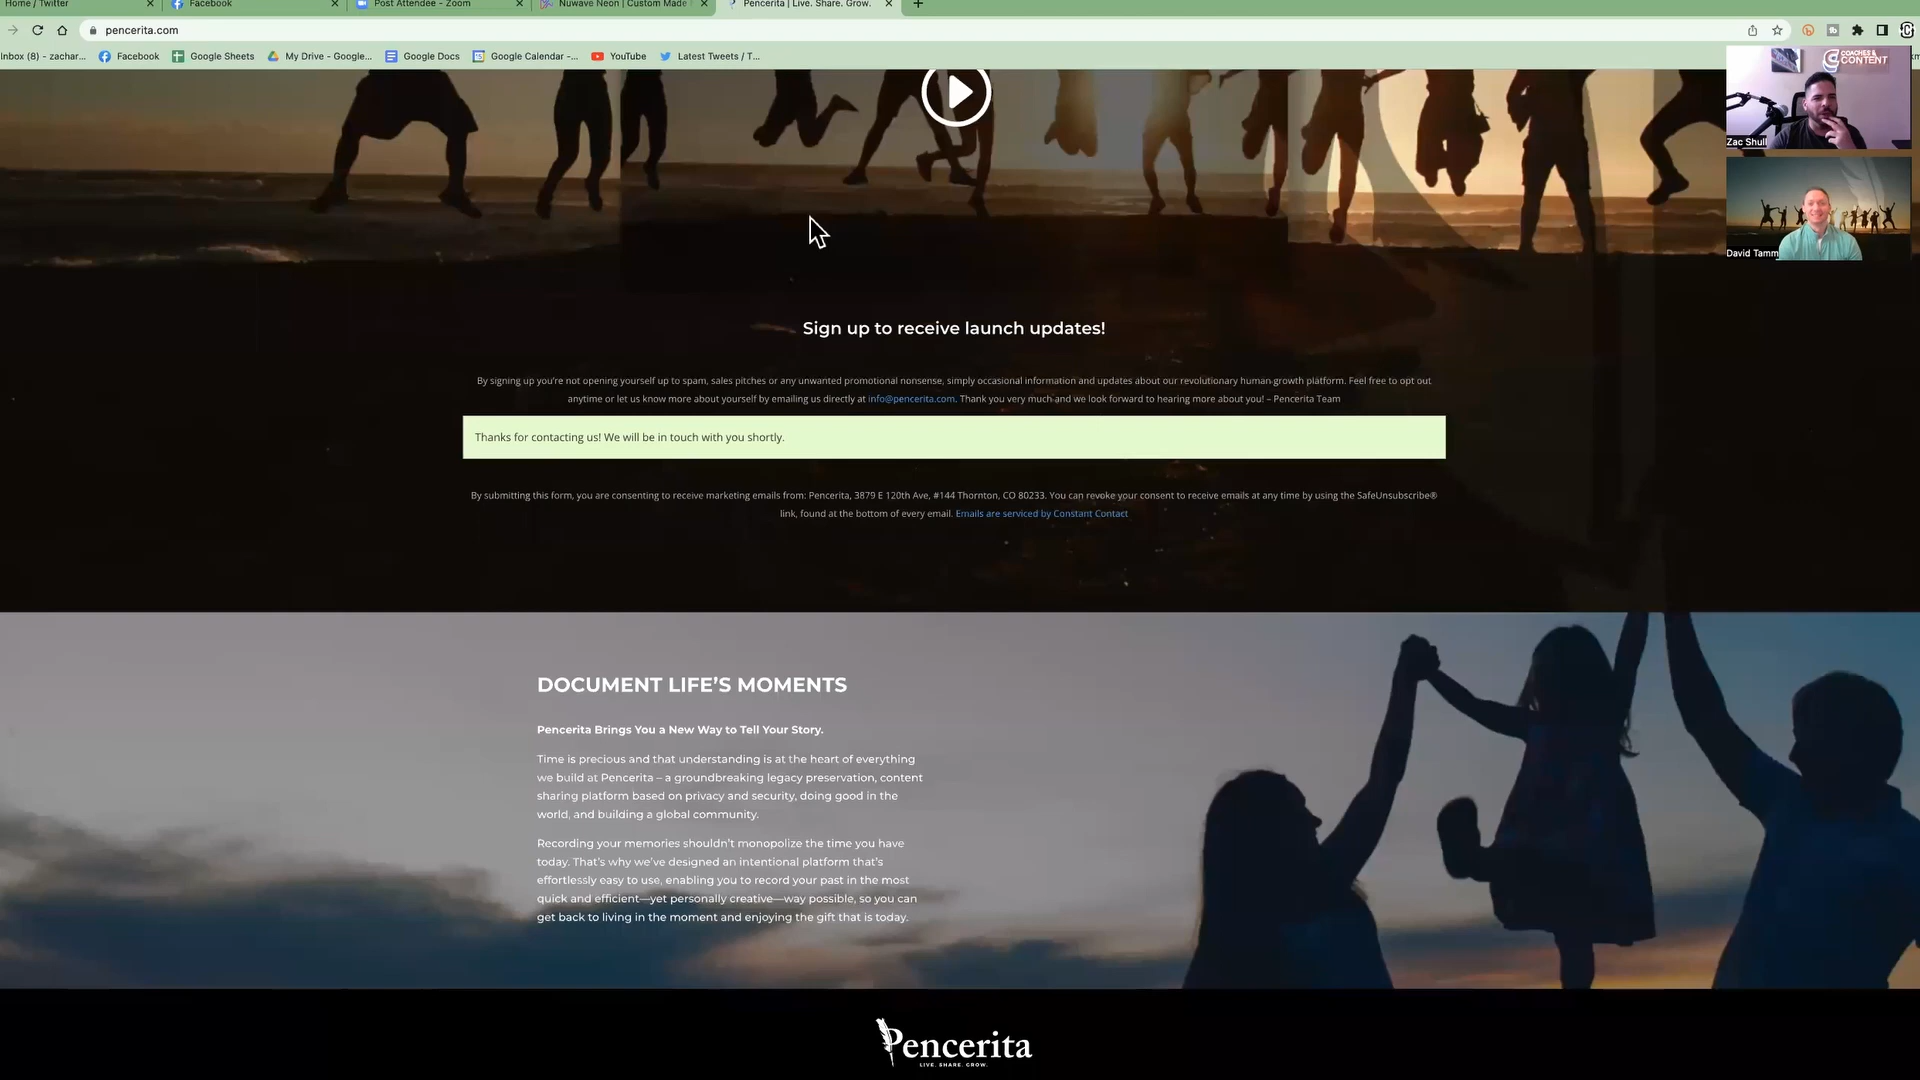 Home / Twitter
Facebook
Post Attendee - Zoom
Nuwave Neon | Custom Made
Pencerita | Live. Share. Grow.
pencerita.com
Inbox (8) - zachar...
Facebook
Google Sheets
My Drive - Google...
Google Docs
Google Calendar -...
YouTube
Latest Tweets / T...
COACHES &
CONTENT
Zac Shull
David Tamm
Sign up to receive launch updates!
By signing up you're not opening yourself up to spam, sales pitches or any unwanted promotional nonsense, simply occasional information and updates about our revolutionary human growth platform. Feel free to opt out
anytime or let us know more about yourself by emailing us directly at info@pencerita.com. Thank you very much and we look forward to hearing more about you! – Pencerita Team
Thanks for contacting us! We will be in touch with you shortly.
By submitting this form, you are consenting to receive marketing emails from: Pencerita, 3879 E 120th Ave, #144 Thornton, CO 80233. You can revoke your consent to receive emails at any time by using the SafeUnsubscribe®
link, found at the bottom of every email. Emails are serviced by Constant Contact
DOCUMENT LIFE'S MOMENTS
Pencerita Brings You a New Way to Tell Your Story.
Time is precious and that understanding is at the heart of everything
we build at Pencerita – a groundbreaking legacy preservation, content
sharing platform based on privacy and security, doing good in the
world, and building a global community.
Recording your memories shouldn't monopolize the time you have
today. That's why we've designed an intentional platform that's
effortlessly easy to use, enabling you to record your past in the most
quick and efficient—yet personally creative—way possible, so you can
get back to living in the moment and enjoying the gift that is today.
Pencerita
LIVE. SHARE. GROW.